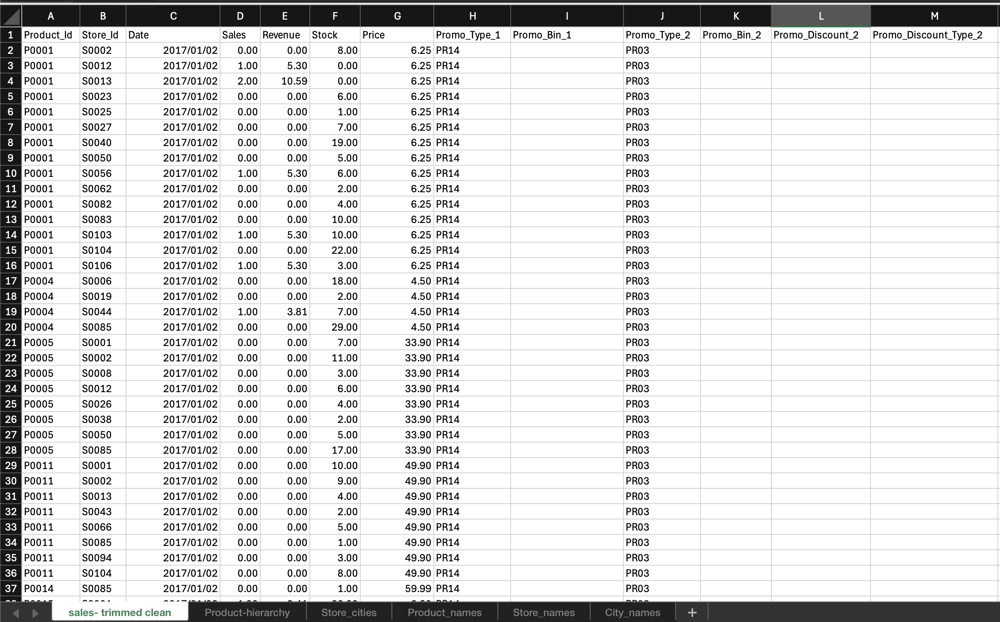 A B C D E F G H I J K L M
1 Product_Id Store_Id Date Sales Revenue Stock Price Promo_Type_1 Promo_Bin_1 Promo_Type_2 Promo_Bin_2 Promo_Discount_2 Promo_Discount_Type_2
2 P0001 S0002 2017/01/02 0.00 0.00 8.00 6.25 PR14 PR03
3 P0001 S0012 2017/01/02 1.00 5.30 0.00 6.25 PR14 PR03
4 P0001 S0013 2017/01/02 2.00 10.59 0.00 6.25 PR14 PR03
5 P0001 S0023 2017/01/02 0.00 0.00 6.00 6.25 PR14 PR03
6 P0001 S0025 2017/01/02 0.00 0.00 1.00 6.25 PR14 PR03
7 P0001 S0027 2017/01/02 0.00 0.00 7.00 6.25 PR14 PR03
8 P0001 S0040 2017/01/02 0.00 0.00 19.00 6.25 PR14 PR03
9 P0001 S0050 2017/01/02 0.00 0.00 5.00 6.25 PR14 PR03
10 P0001 S0056 2017/01/02 1.00 5.30 6.00 6.25 PR14 PR03
11 P0001 S0062 2017/01/02 0.00 0.00 2.00 6.25 PR14 PR03
12 P0001 S0082 2017/01/02 0.00 0.00 4.00 6.25 PR14 PR03
13 P0001 S0083 2017/01/02 0.00 0.00 10.00 6.25 PR14 PR03
14 P0001 S0103 2017/01/02 1.00 5.30 10.00 6.25 PR14 PR03
15 P0001 S0104 2017/01/02 0.00 0.00 22.00 6.25 PR14 PR03
16 P0001 S0106 2017/01/02 1.00 5.30 3.00 6.25 PR14 PR03
17 P0004 S0006 2017/01/02 0.00 0.00 18.00 4.50 PR14 PR03
18 P0004 S0019 2017/01/02 0.00 0.00 2.00 4.50 PR14 PR03
19 P0004 S0044 2017/01/02 1.00 3.81 7.00 4.50 PR14 PR03
20 P0004 S0085 2017/01/02 0.00 0.00 29.00 4.50 PR14 PR03
21 P0005 S0001 2017/01/02 0.00 0.00 7.00 33.90 PR14 PR03
22 P0005 S0002 2017/01/02 0.00 0.00 11.00 33.90 PR14 PR03
23 P0005 S0008 2017/01/02 0.00 0.00 3.00 33.90 PR14 PR03
24 P0005 S0012 2017/01/02 0.00 0.00 6.00 33.90 PR14 PR03
25 P0005 S0026 2017/01/02 0.00 0.00 4.00 33.90 PR14 PR03
26 P0005 S0038 2017/01/02 0.00 0.00 2.00 33.90 PR14 PR03
27 P0005 S0050 2017/01/02 0.00 0.00 5.00 33.90 PR14 PR03
28 P0005 S0085 2017/01/02 0.00 0.00 17.00 33.90 PR14 PR03
29 P0011 S0001 2017/01/02 0.00 0.00 10.00 49.90 PR14 PR03
30 P0011 S0002 2017/01/02 0.00 0.00 9.00 49.90 PR14 PR03
31 P0011 S0013 2017/01/02 0.00 0.00 4.00 49.90 PR14 PR03
32 P0011 S0043 2017/01/02 0.00 0.00 2.00 49.90 PR14 PR03
33 P0011 S0066 2017/01/02 0.00 0.00 5.00 49.90 PR14 PR03
34 P0011 S0085 2017/01/02 0.00 0.00 1.00 49.90 PR14 PR03
35 P0011 S0094 2017/01/02 0.00 0.00 3.00 49.90 PR14 PR03
36 P0011 S0104 2017/01/02 0.00 0.00 8.00 49.90 PR14 PR03
37 P0014 S0085 2017/01/02 0.00 0.00 1.00 59.99 PR14 PR03
sales- trimmed clean Product-hierarchy Store_cities Product_names Store_names City_names +